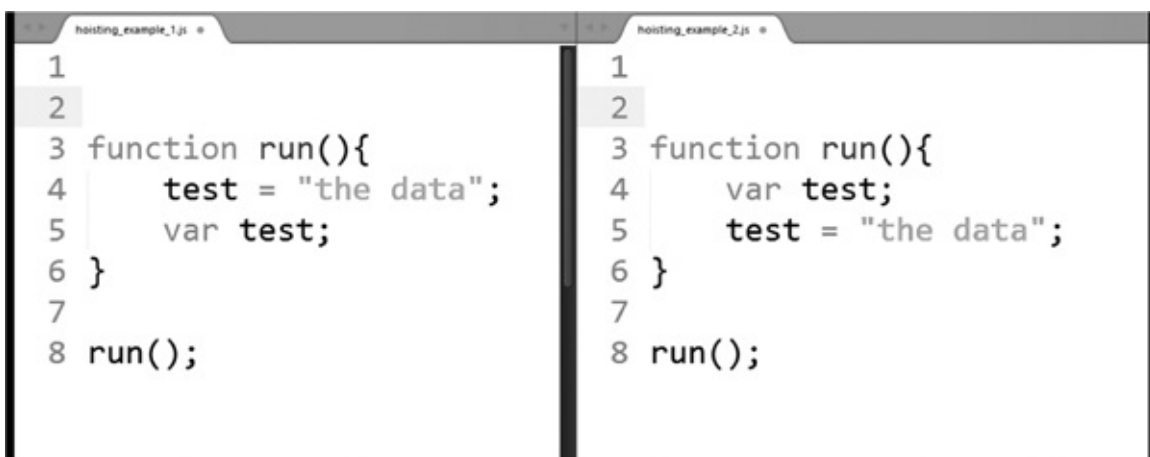 hoisting_example_1.js
1
2
3 function run(){
4 test = "the data";
5 var test;
6 }
7
8 run();
hoisting_example_2.js
1
2
3 function run(){
4 var test;
5 test = "the data";
6 }
7
8 run();